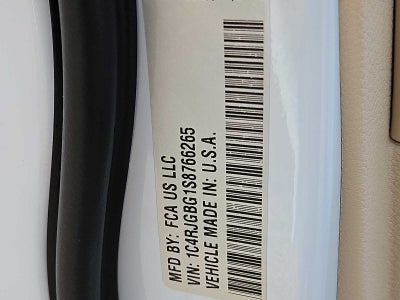 MFD BY: FCA US LLC
VIN: 1C4RJGBG1S8766265
VEHICLE MADE IN: U.S.A.